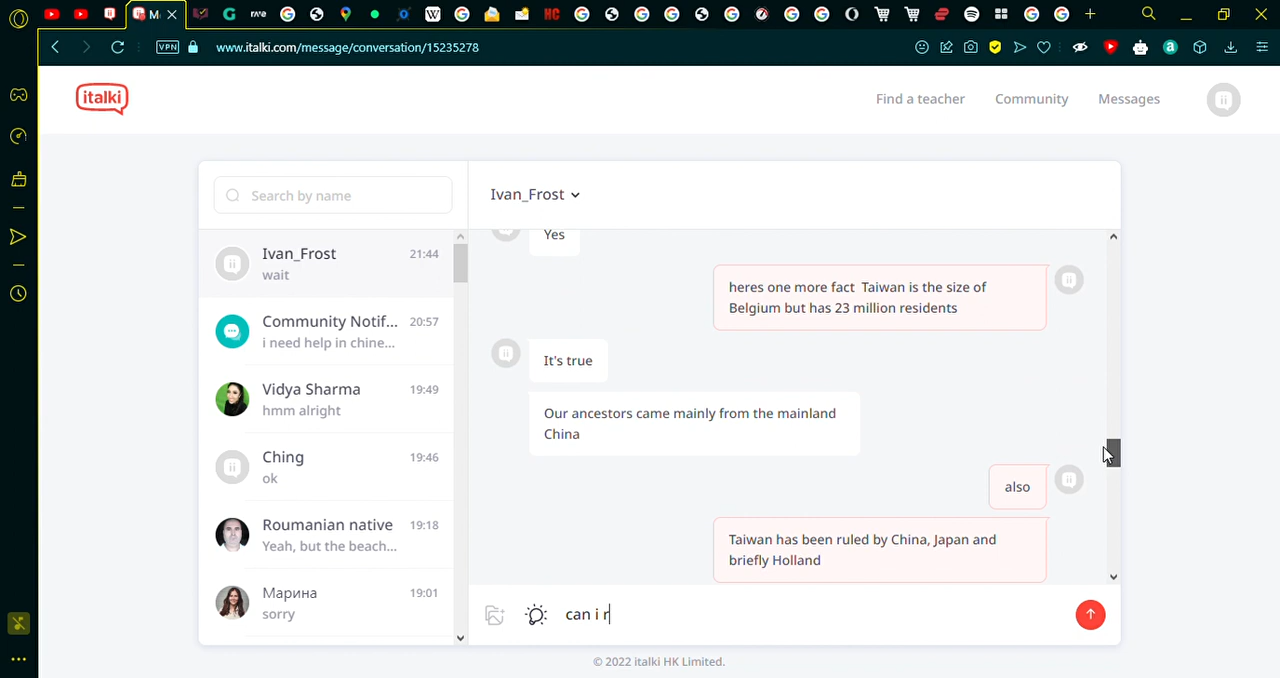 M
VPN
www.italki.com/message/conversation/15235278
italki
Find a teacher
Community
Messages
Search by name
Ivan_Frost
Ivan_Frost
21:44
wait
Community Notif...
20:57
i need help in chine...
Vidya Sharma
19:49
hmm alright
Ching
19:46
ok
Roumanian native
19:18
Yeah, but the beach...
Марина
19:01
sorry
Yes
heres one more fact Taiwan is the size of
Belgium but has 23 million residents
It's true
Our ancestors came mainly from the mainland
China
also
Taiwan has been ruled by China, Japan and
briefly Holland
can i r
© 2022 italki HK Limited.